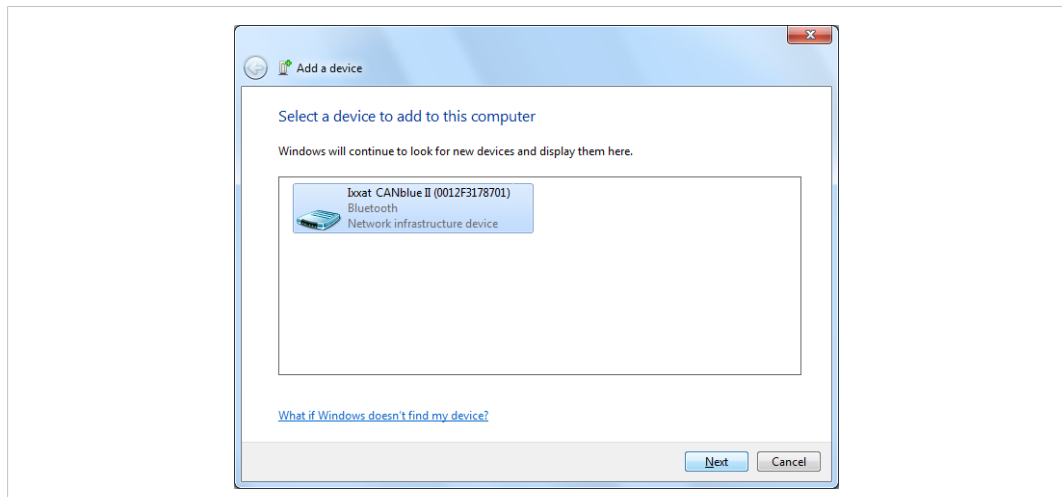 Add a device
Select a device to add to this computer
Windows will continue to look for new devices and display them here.
Ixxat CANblue II (0012F3178701)
Bluetooth
Network infrastructure device
What if Windows doesn't find my device?
Next
Cancel